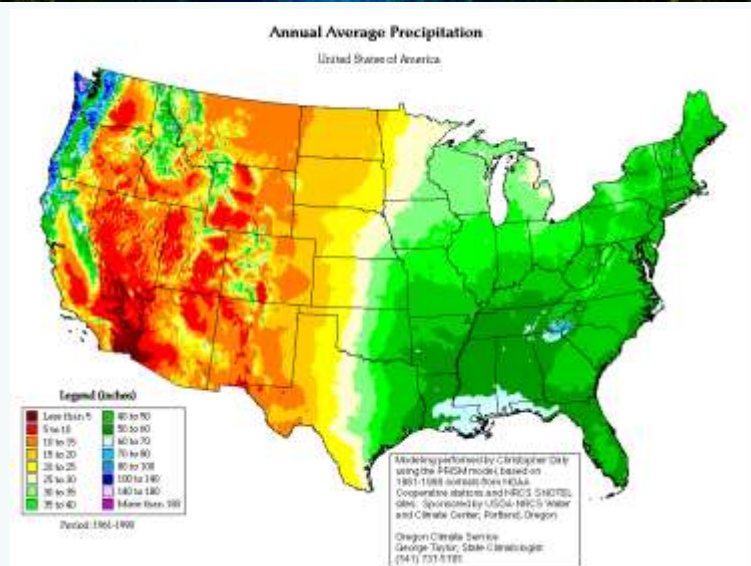 Annual Average Precipitation
United States of America
Legend (inches)
Less than 5
5 to 10
10 to 15
15 to 20
20 to 25
25 to 30
30 to 35
35 to 40
40 to 50
50 to 60
60 to 70
70 to 80
80 to 100
100 to 140
140 to 180
More than 180
Period: 1961-1990
Modeling performed by Christopher Daly
using the PRISM model, based on
1961-1990 normals from NOAA
Cooperative stations and NRCS SNOTEL
sites. Sponsored by USDA-NRCS Water
and Climate Center, Portland, Oregon
Oregon Climate Service
George Taylor, State Climatologist
(541) 737-5705